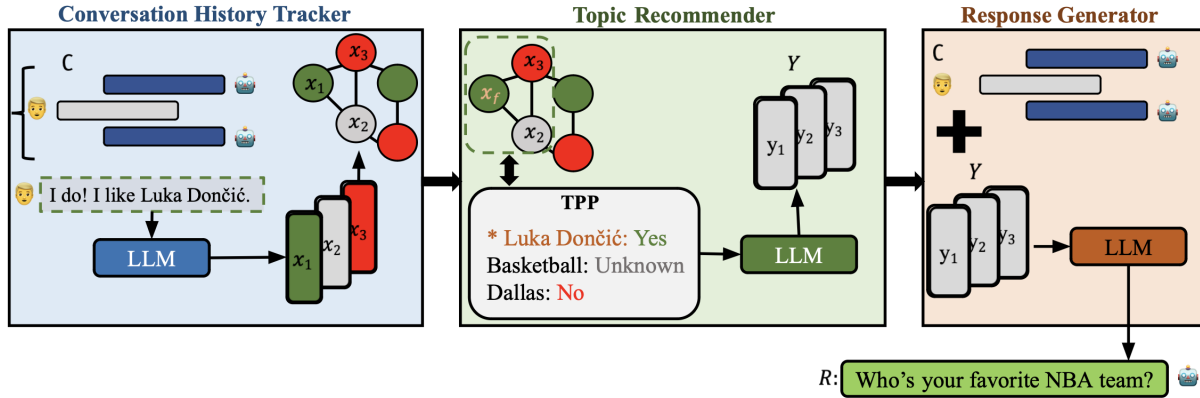 Conversation History Tracker
C
I do! I like Luka Dončić.
LLM
x₁
x₂
x₃
x₃
x₁
x₂
Topic Recommender
x₃
x_f
x₂
TPP
* Luka Dončić: Yes
Basketball: Unknown
Dallas: No
LLM
Y
y₁
y₂
y₃
Response Generator
C
Y
y₁
y₂
y₃
LLM
R: Who's your favorite NBA team?